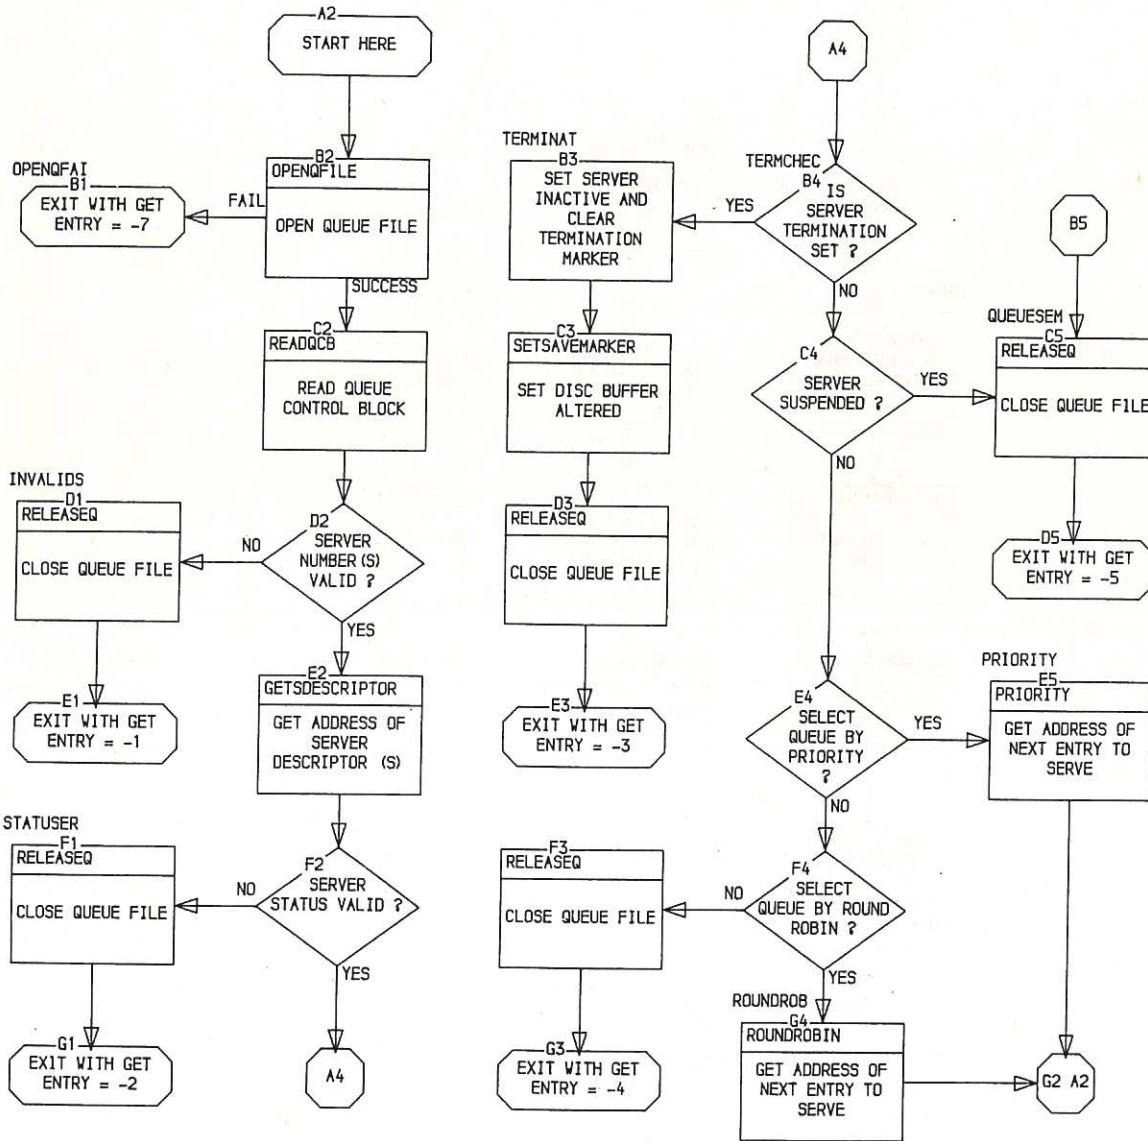 A2
START HERE
B2
OPENQFILE
OPEN QUEUE FILE
FAIL
OPENQFAI
B1
EXIT WITH GET
ENTRY = -7
SUCCESS
C2
READQCB
READ QUEUE
CONTROL BLOCK
D2
SERVER
NUMBER(S)
VALID ?
NO
INVALIDS
D1
RELEASEQ
CLOSE QUEUE FILE
E1
EXIT WITH GET
ENTRY = -1
YES
E2
GETSDESCRIPTOR
GET ADDRESS OF
SERVER
DESCRIPTOR (S)
F2
SERVER
STATUS VALID ?
NO
STATUSER
F1
RELEASEQ
CLOSE QUEUE FILE
G1
EXIT WITH GET
ENTRY = -2
YES
A4
A4
TERMCHEC
B4
IS
SERVER
TERMINATION
SET ?
YES
TERMINAT
B3
SET SERVER
INACTIVE AND
CLEAR
TERMINATION
MARKER
C3
SETSAVEMARKER
SET DISC BUFFER
ALTERED
D3
RELEASEQ
CLOSE QUEUE FILE
E3
EXIT WITH GET
ENTRY = -3
NO
C4
SERVER
SUSPENDED ?
YES
B5
QUEUESEM
C5
RELEASEQ
CLOSE QUEUE FILE
D5
EXIT WITH GET
ENTRY = -5
NO
E4
SELECT
QUEUE BY
PRIORITY
?
YES
PRIORITY
E5
PRIORITY
GET ADDRESS OF
NEXT ENTRY TO
SERVE
NO
F4
SELECT
QUEUE BY ROUND
ROBIN ?
NO
F3
RELEASEQ
CLOSE QUEUE FILE
G3
EXIT WITH GET
ENTRY = -4
YES
ROUNDROB
G4
ROUNDROBIN
GET ADDRESS OF
NEXT ENTRY TO
SERVE
G2 A2